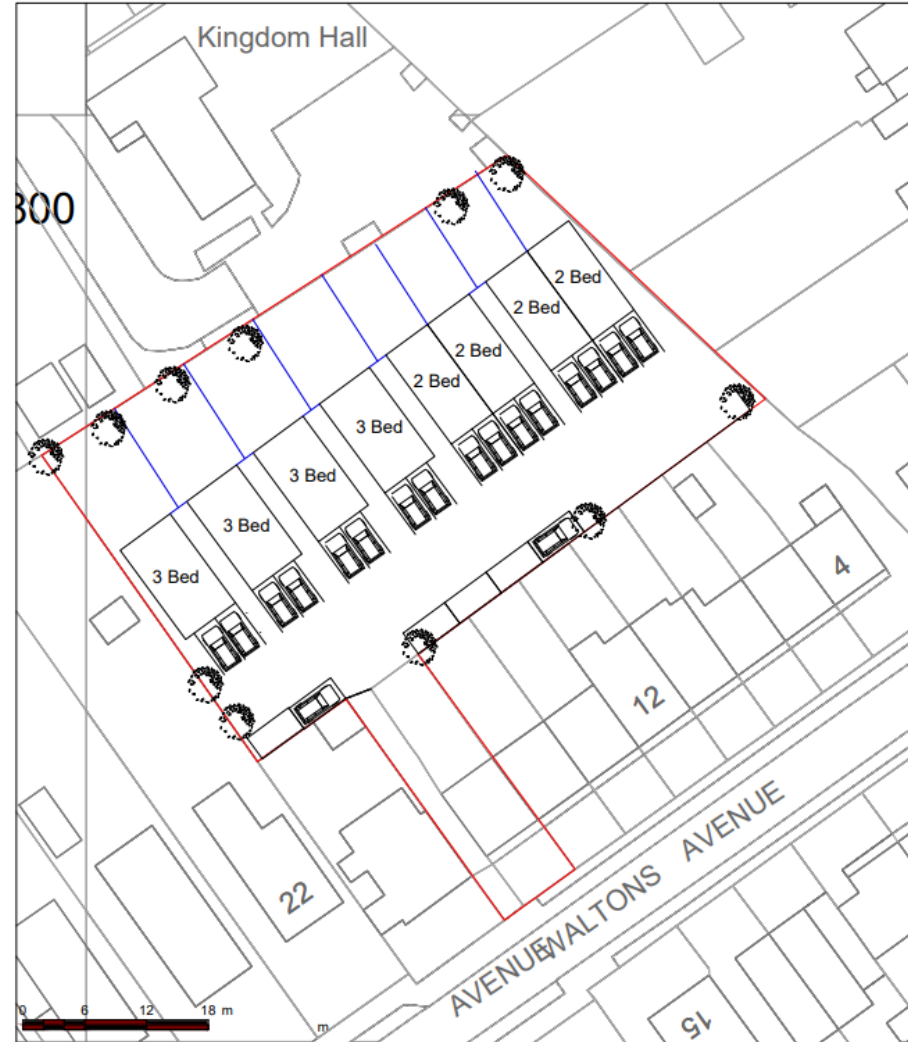 Kingdom Hall
300
2 Bed
2 Bed
2 Bed
2 Bed
3 Bed
3 Bed
3 Bed
3 Bed
4
12
22
AVENUE
WALTONS AVENUE
15
0 6 12 18 m
m